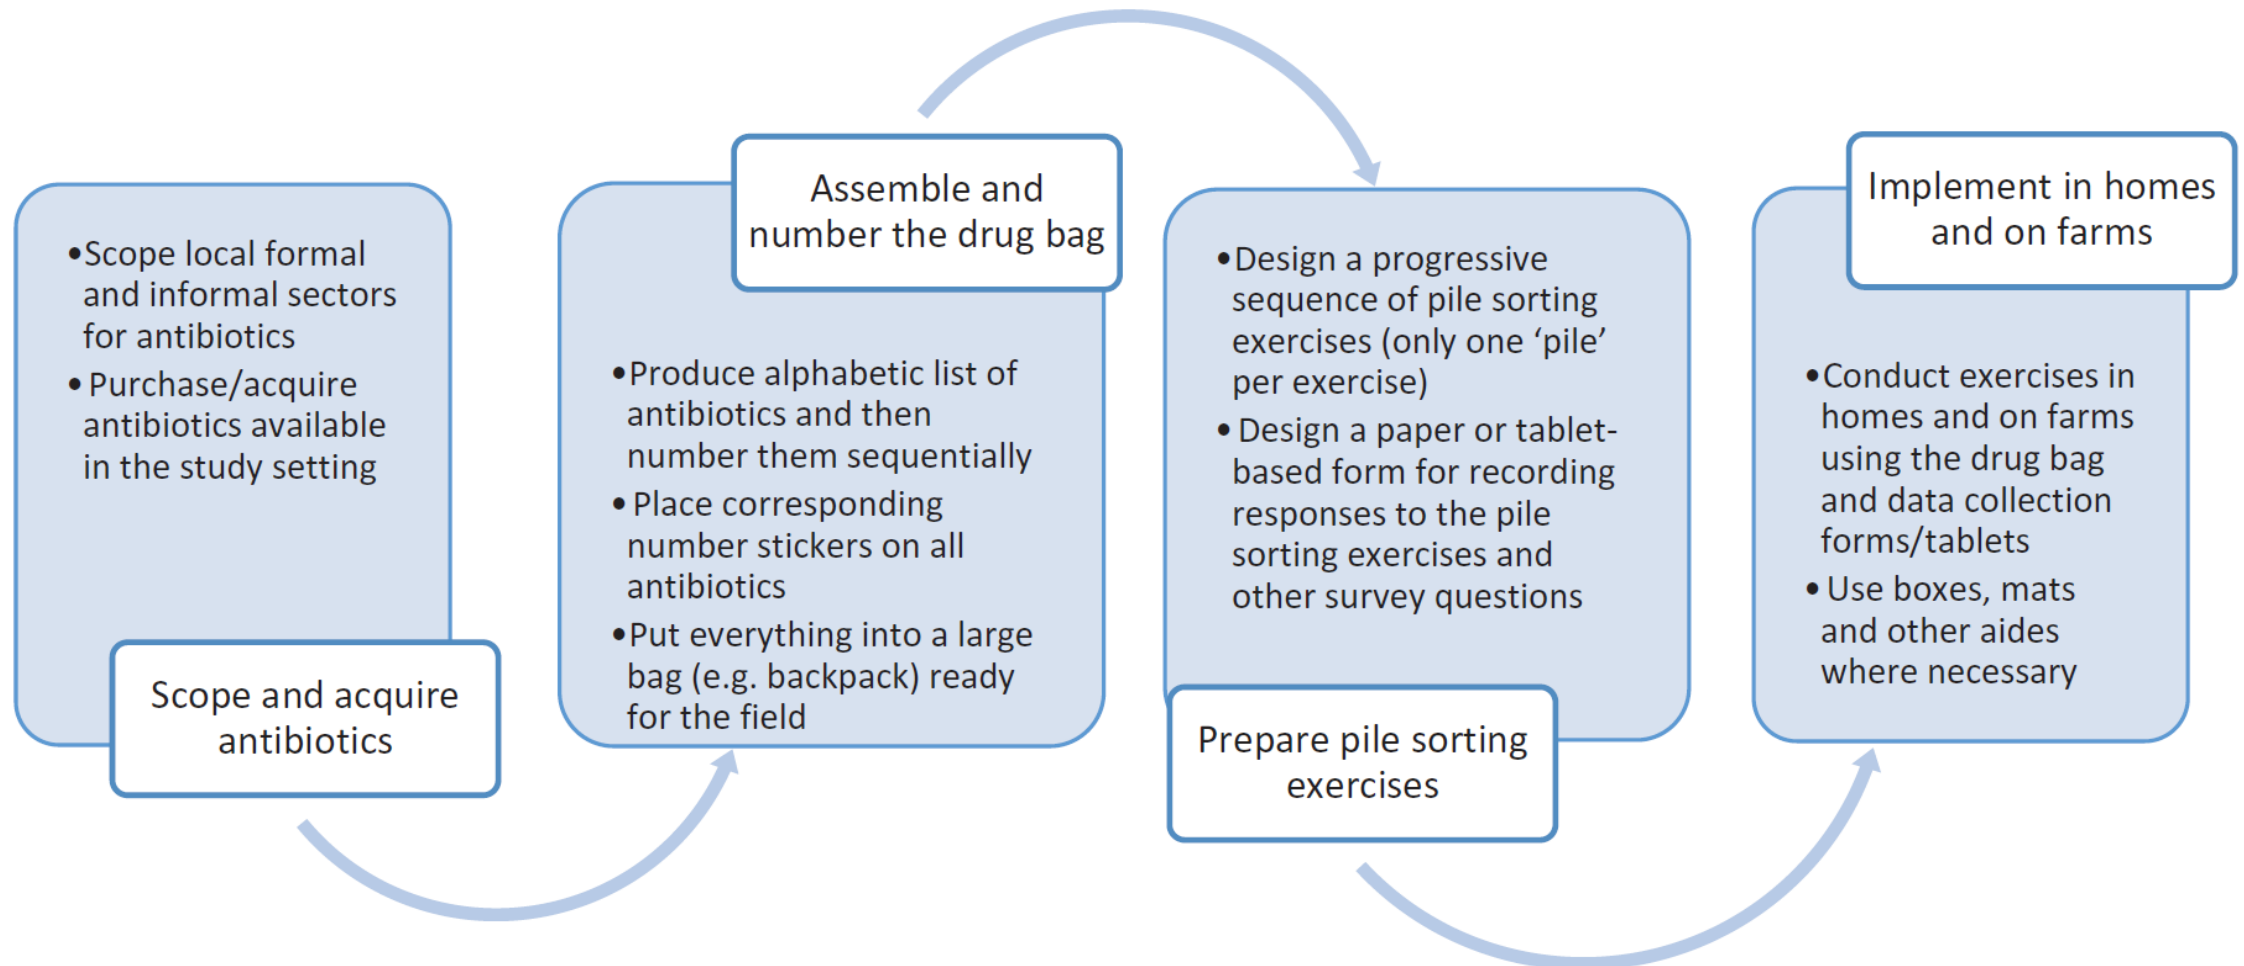 •Scope local formal
and informal sectors
for antibiotics
• Purchase/acquire
antibiotics available
in the study setting
Scope and acquire
antibiotics
Assemble and
number the drug bag
•Produce alphabetic list of
antibiotics and then
number them sequentially
• Place corresponding
number stickers on all
antibiotics
•Put everything into a large
bag (e.g. backpack) ready
for the field
•Design a progressive
sequence of pile sorting
exercises (only one ‘pile’
per exercise)
• Design a paper or tablet-
based form for recording
responses to the pile
sorting exercises and
other survey questions
Prepare pile sorting
exercises
Implement in homes
and on farms
•Conduct exercises in
homes and on farms
using the drug bag
and data collection
forms/tablets
• Use boxes, mats
and other aides
where necessary